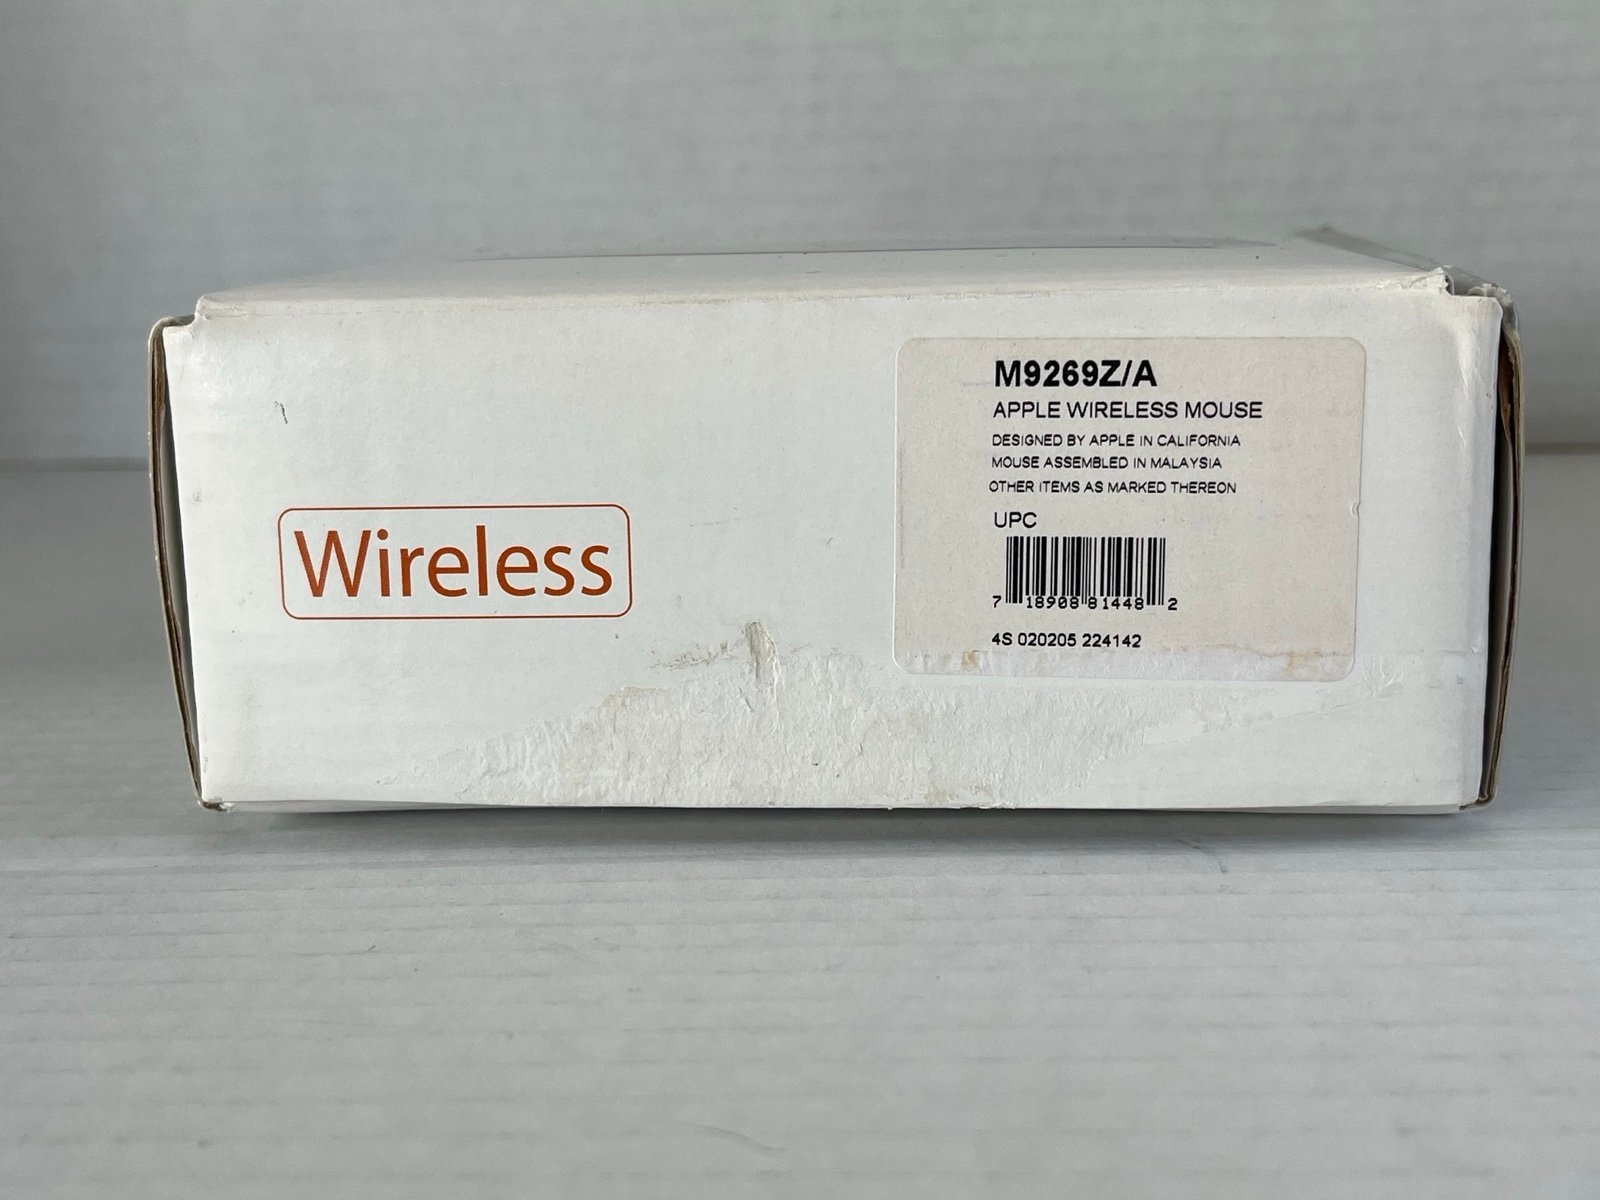 Wireless
M9269Z/A
APPLE WIRELESS MOUSE
DESIGNED BY APPLE IN CALIFORNIA
MOUSE ASSEMBLED IN MALAYSIA
OTHER ITEMS AS MARKED THEREON
UPC
7 18908 81448 2
4S 020205 224142